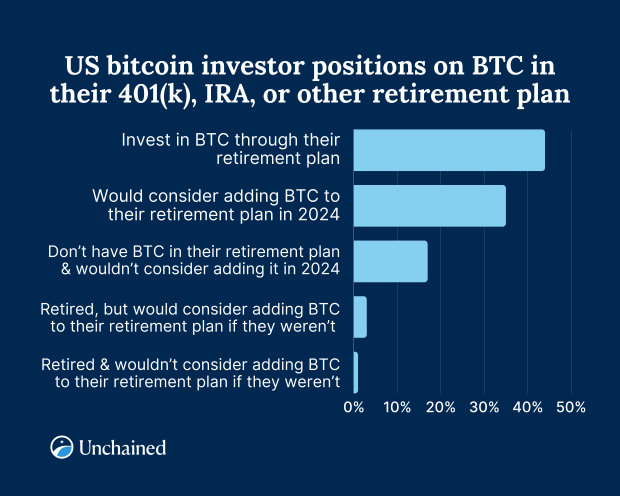 US bitcoin investor positions on BTC in
their 401(k), IRA, or other retirement plan
Invest in BTC through their
retirement plan
Would consider adding BTC to
their retirement plan in 2024
Don’t have BTC in their retirement plan
& wouldn’t consider adding it in 2024
Retired, but would consider adding BTC
to their retirement plan if they weren’t
Retired & wouldn’t consider adding BTC
to their retirement plan if they weren’t
0% 10% 20% 30% 40% 50%
Unchained